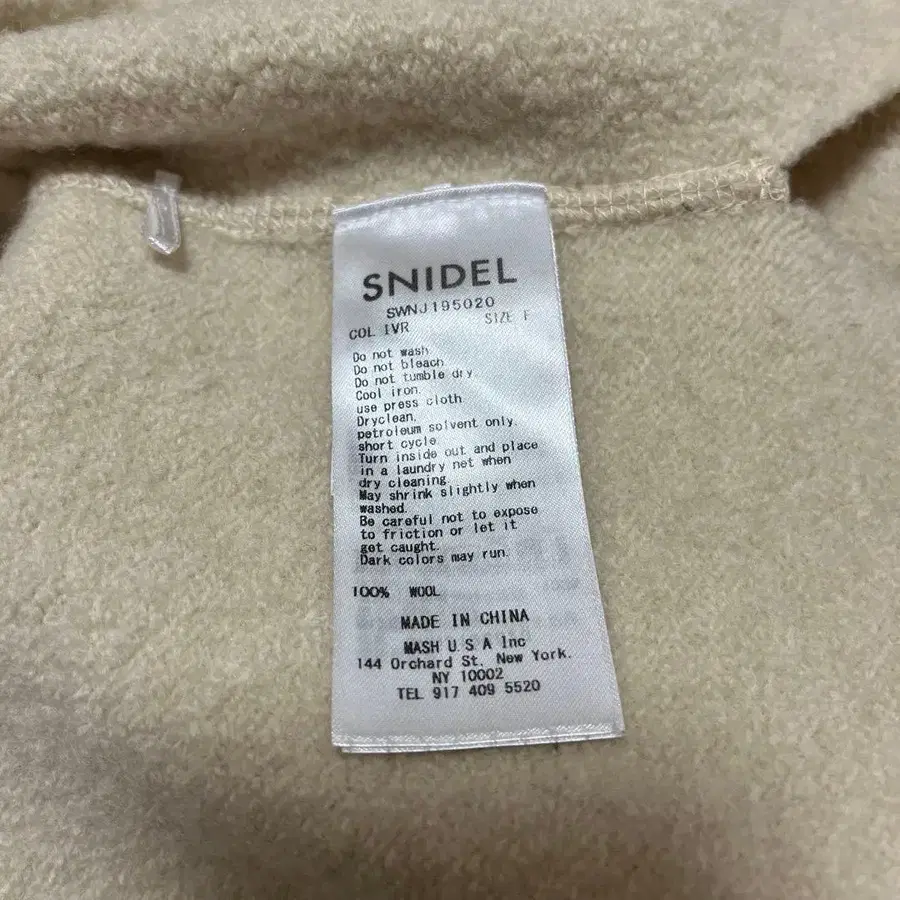 SNIDEL
SWNJ195020
COL IVR SIZE F
Do not wash
Do not bleach
Do not tumble dry
Cool iron.
use press cloth
Dryclean.
petroleum solvent only.
short cycle
Turn inside out and place
in a laundry net when
dry cleaning.
May shrink slightly when
washed.
Be careful not to expose
to friction or let it
get caught.
Dark colors may run.
100% WOOL
MADE IN CHINA
MASH U.S.A Inc
144 Orchard St, New York.
NY 10002
TEL 917 409 5520